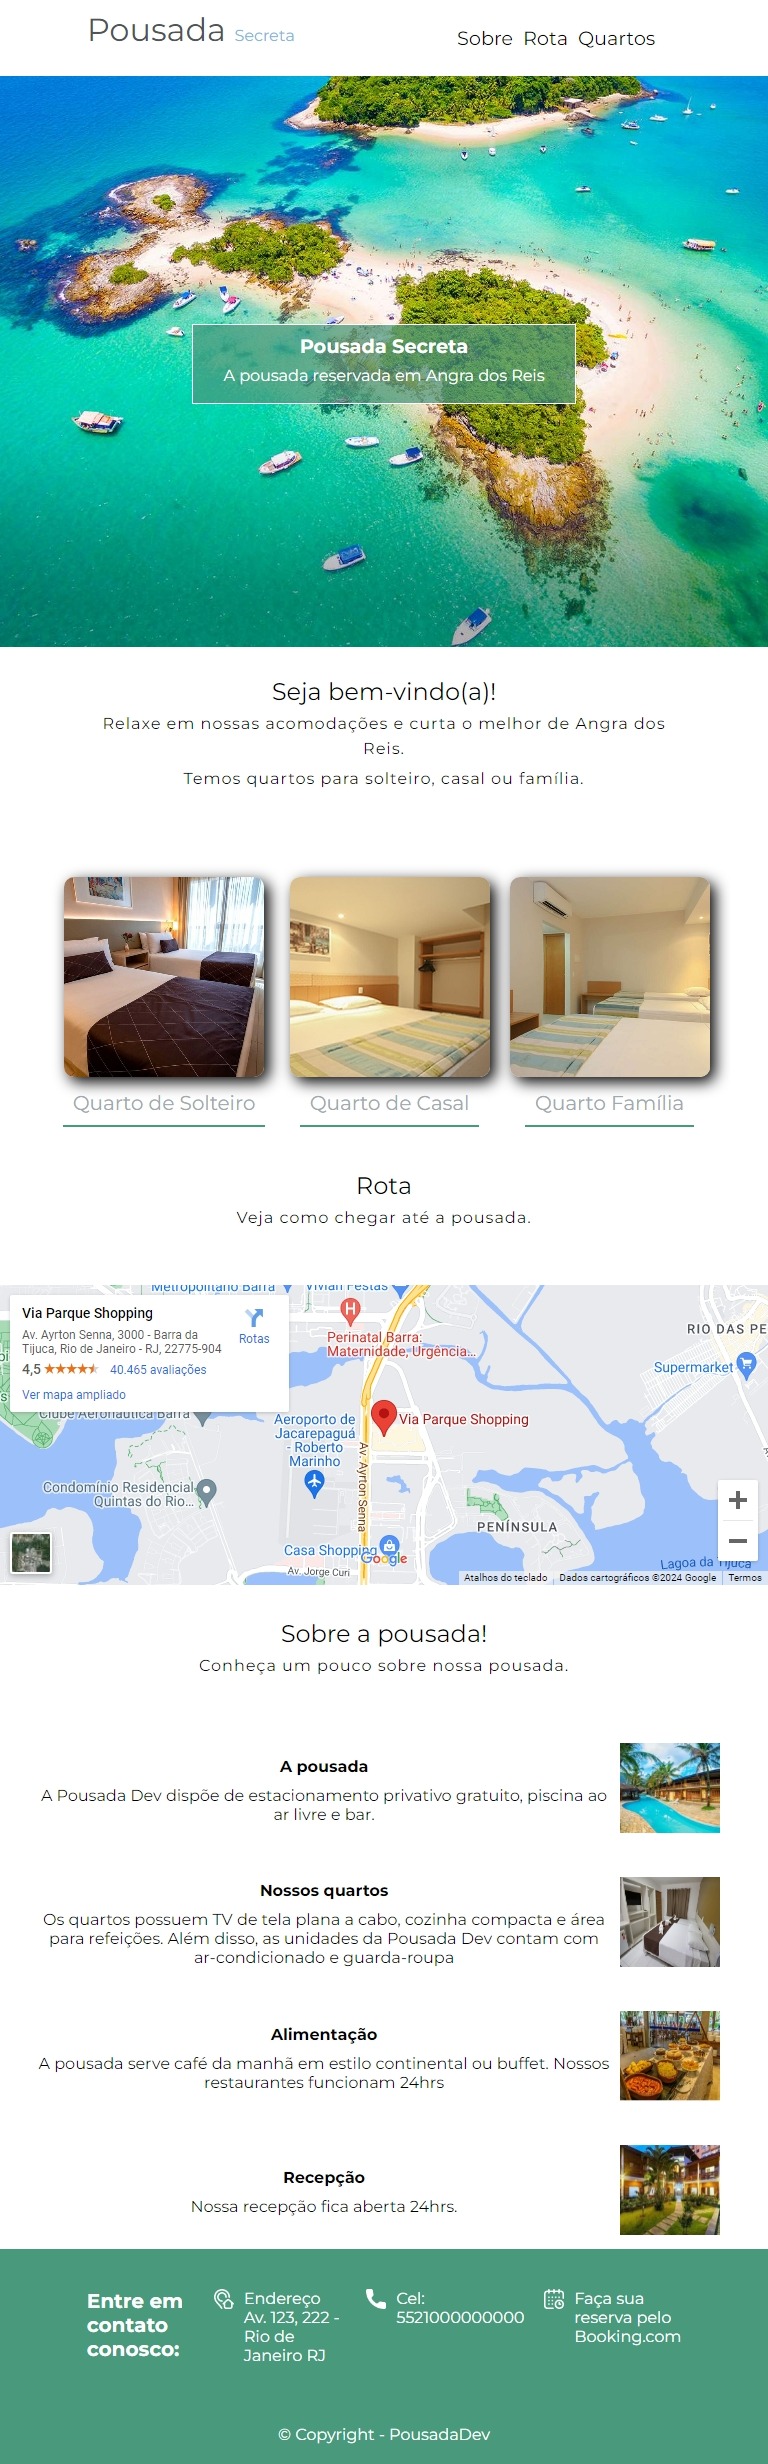 Pousada Secreta
Sobre Rota Quartos
Pousada Secreta
A pousada reservada em Angra dos Reis
Seja bem-vindo(a)!
Relaxe em nossas acomodações e curta o melhor de Angra dos
Reis.
Temos quartos para solteiro, casal ou família.
Quarto de Solteiro
Quarto de Casal
Quarto Família
Rota
Veja como chegar até a pousada.
Metropolitano Barra
Vivian Festas
Via Parque Shopping
Av. Ayrton Senna, 3000 - Barra da
Tijuca, Rio de Janeiro - RJ, 22775-904
4,5
40.465 avaliações
Ver mapa ampliado
Rotas
Perinatal Barra:
Maternidade, Urgência...
RIO DAS PE
Supermarket
Clube Aeronáutica Barra
Aeroporto de
Jacarepaguá
- Roberto
Marinho
Via Parque Shopping
Av. Ayrton Senna
Condomínio Residencial
Quintas do Rio...
PENÍNSULA
Casa Shopping
Google
Av. Jorge Curi
Lagoa da Tijuca
Atalhos do teclado
Dados cartográficos ©2024 Google
Termos
Sobre a pousada!
Conheça um pouco sobre nossa pousada.
A pousada
A Pousada Dev dispõe de estacionamento privativo gratuito, piscina ao
ar livre e bar.
Nossos quartos
Os quartos possuem TV de tela plana a cabo, cozinha compacta e área
para refeições. Além disso, as unidades da Pousada Dev contam com
ar-condicionado e guarda-roupa
Alimentação
A pousada serve café da manhã em estilo continental ou buffet. Nossos
restaurantes funcionam 24hrs
Recepção
Nossa recepção fica aberta 24hrs.
Entre em
contato
conosco:
Endereço
Av. 123, 222 -
Rio de
Janeiro RJ
Cel:
5521000000000
Faça sua
reserva pelo
Booking.com
© Copyright - PousadaDev